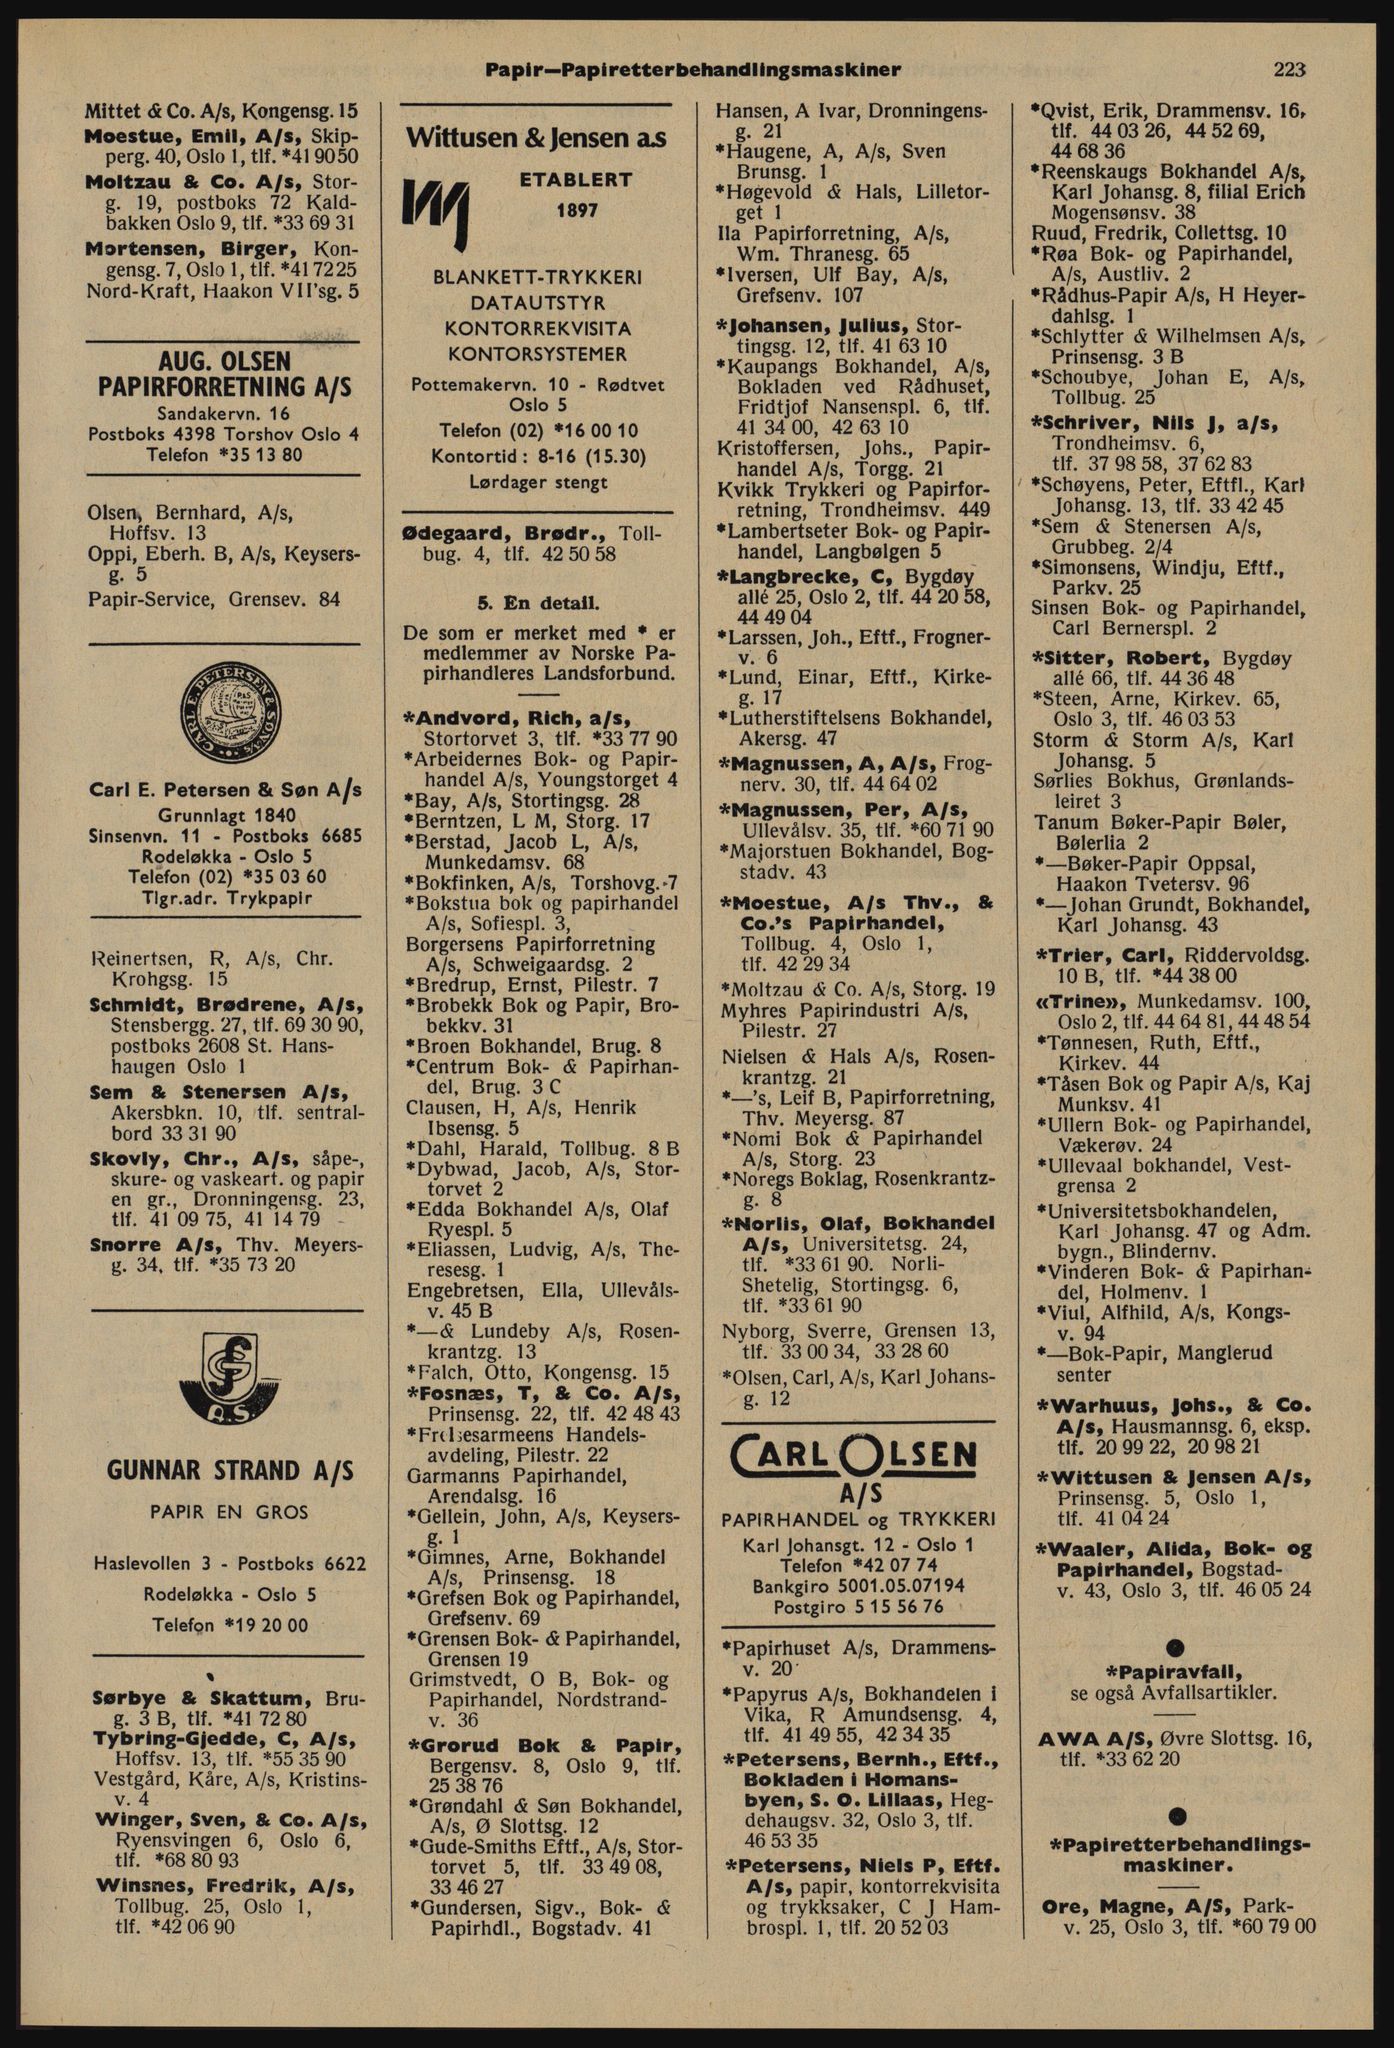 Papir—Papiretterbehandlingsmaskiner
223
Mittet & Co. A/s, Kongensg. 15
Moestue, Emil, A/s, Skip-
perg. 40, Oslo 1, tlf. *41 90 50
Moltzau & Co. A/s, Stor-
g. 19, postboks 72 Kald-
bakken Oslo 9, tlf. *33 69 31
Mortensen, Birger, Kon-
gensg. 7, Oslo 1, tlf. *41 72 25
Nord-Kraft, Haakon VII'sg. 5
AUG. OLSEN
PAPIRFORRETNING A/S
Sandakervn. 16
Postboks 4398 Torshov Oslo 4
Telefon *35 13 80
Olsen, Bernhard, A/s,
Hoffsv. 13
Oppi, Eberh. B, A/s, Keysers-
g. 5
Papir-Service, Grensev. 84
CARL E. PETERSEN & SØN A/S
Carl E. Petersen & Søn A/s
Grunnlagt 1840
Sinsenvn. 11 - Postboks 6685
Rodeløkka - Oslo 5
Telefon (02) *35 03 60
Tlgr.adr. Trykpapir
Reinertsen, R, A/s, Chr.
Krohgsg. 15
Schmidt, Brødrene, A/s,
Stensbergg. 27, tlf. 69 30 90,
postboks 2608 St. Hans-
haugen Oslo 1
Sem & Stenersen A/s,
Akersbkn. 10, tlf. sentral-
bord 33 31 90
Skovly, Chr., A/s, såpe-,
skure- og vaskeart. og papir
en gr., Dronningensg. 23,
tlf. 41 09 75, 41 14 79
Snorre A/s, Thv. Meyers-
g. 34, tlf. *35 73 20
A.S.
GUNNAR STRAND A/S
PAPIR EN GROS
Haslevollen 3 - Postboks 6622
Rodeløkka - Oslo 5
Telefon *19 20 00
Sørbye & Skattum, Bru-
g. 3 B, tlf. *41 72 80
Tybring-Gjedde, C, A/s,
Hoffsv. 13, tlf. *55 35 90
Vestgård, Kåre, A/s, Kristins-
v. 4
Winger, Sven, & Co. A/s,
Ryensvingen 6, Oslo 6,
tlf. *68 80 93
Winsnes, Fredrik, A/s,
Tollbug. 25, Oslo 1,
tlf. *42 06 90
Wittusen & Jensen a.s
ETABLERT
1897
BLANKETT-TRYKKERI
DATAUTSTYR
KONTORREKVISITA
KONTORSYSTEMER
Pottemakervn. 10 - Rødtvet
Oslo 5
Telefon (02) *16 00 10
Kontortid: 8-16 (15.30)
Lørdager stengt
Ødegaard, Brødr., Toll-
bug. 4, tlf. 42 50 58
5. En detail.
De som er merket med * er
medlemmer av Norske Pa-
pirhandleres Landsforbund.
*Andvord, Rich, a/s,
Stortorvet 3, tlf. *33 77 90
*Arbeidernes Bok- og Papir-
handel A/s, Youngstorget 4
*Bay, A/s, Stortingsg. 28
*Berntzen, L M, Storg. 17
*Berstad, Jacob L, A/s,
Munkedamsv. 68
*Bokfinken, A/s, Torshovg. 7
*Bokstua bok og papirhandel
A/s, Sofiespl. 3,
Borgersens Papirforretning
A/s, Schweigaardsg. 2
*Bredrup, Ernst, Pilestr. 7
*Brobekk Bok og Papir, Bro-
bekkv. 31
*Broen Bokhandel, Brug. 8
*Centrum Bok- & Papirhan-
del, Brug. 3 C
Clausen, H, A/s, Henrik
Ibsensg. 5
*Dahl, Harald, Tollbug. 8 B
*Dybwad, Jacob, A/s, Stor-
torvet 2
*Edda Bokhandel A/s, Olaf
Ryespl. 5
*Eliassen, Ludvig, A/s, The-
resesg. 1
Engebretsen, Ella, Ullevåls-
v. 45 B
*—& Lundeby A/s, Rosen-
krantzg. 13
*Falch, Otto, Kongensg. 15
*Fosnæs, T, & Co. A/s,
Prinsensg. 22, tlf. 42 48 43
*Frelsesarmeens Handels-
avdeling, Pilestr. 22
Garmanns Papirhandel,
Arendalsg. 16
*Gellein, John, A/s, Keysers-
g. 1
*Gimnes, Arne, Bokhandel
A/s, Prinsensg. 18
*Grefsen Bok og Papirhandel,
Grefsenv. 69
*Grensen Bok- & Papirhandel,
Grensen 19
Grimstvedt, O B, Bok- og
Papirhandel, Nordstrand-
v. 36
*Grorud Bok & Papir,
Bergensv. 8, Oslo 9, tlf.
25 38 76
*Grøndahl & Søn Bokhandel,
A/s, Ø Slottsg. 12
*Gude-Smiths Eftf., A/s, Stor-
torvet 5, tlf. 33 49 08,
33 46 27
*Gundersen, Sigv., Bok- &
Papirhdl., Bogstadv. 41
Hansen, A Ivar, Dronningens-
g. 21
*Haugene, A, A/s, Sven
Brunsg. 1
*Høgevold & Hals, Lilletor-
get 1
Ila Papirforretning, A/s,
Wm. Thranesg. 65
*Iversen, Ulf Bay, A/s,
Grefsenv. 107
*Johansen, Julius, Stor-
tingsg. 12, tlf. 41 63 10
*Kaupangs Bokhandel, A/s,
Bokladen ved Rådhuset,
Fridtjof Nansenspl. 6, tlf.
41 34 00, 42 63 10
Kristoffersen, Johs., Papir-
handel A/s, Torgg. 21
Kvikk Trykkeri og Papirfor-
retning, Trondheimsv. 449
*Lambertseter Bok- og Papir-
handel, Langbølgen 5
*Langbrecke, C, Bygdøy
allé 25, Oslo 2, tlf. 44 20 58,
44 49 04
*Larssen, Joh., Eftf., Frogner-
v. 6
*Lund, Einar, Eftf., Kirke-
g. 17
*Lutherstiftelsens Bokhandel,
Akersg. 47
*Magnussen, A, A/s, Frog-
nerv. 30, tlf. 44 64 02
*Magnussen, Per, A/s,
Ullevålsv. 35, tlf. *60 71 90
*Majorstuen Bokhandel, Bog-
stadv. 43
*Moestue, A/s Thv., &
Co.'s Papirhandel,
Tollbug. 4, Oslo 1,
tlf. 42 29 34
*Moltzau & Co. A/s, Storg. 19
Myhres Papirindustri A/s,
Pilestr. 27
Nielsen & Hals A/s, Rosen-
krantzg. 21
*—'s, Leif B, Papirforretning,
Thv. Meyersg. 87
*Nomi Bok & Papirhandel
A/s, Storg. 23
*Noregs Boklag, Rosenkrantz-
g. 8
*Norlis, Olaf, Bokhandel
A/s, Universitetsg. 24,
tlf. *33 61 90. Norli-
Shetelig, Stortingsg. 6,
tlf. *33 61 90
Nyborg, Sverre, Grensen 13,
tlf. 33 00 34, 33 28 60
*Olsen, Carl, A/s, Karl Johans-
g. 12
CARL OLSEN
A/S
PAPIRHANDEL og TRYKKERI
Karl Johansgt. 12 - Oslo 1
Telefon *42 07 74
Bankgiro 5001.05.07194
Postgiro 5 15 56 76
*Papirhuset A/s, Drammens-
v. 20
*Papyrus A/s, Bokhandelen i
Vika, R Amundsensg. 4,
tlf. 41 49 55, 42 34 35
*Petersens, Bernh., Eftf.,
Bokladen i Homans-
byen, S. O. Lillaas, Heg-
dehaugsv. 32, Oslo 3, tlf.
46 53 35
*Petersens, Niels P, Eftf.
A/s, papir, kontorrekvisita
og trykksaker, C J Ham-
brospl. 1, tlf. 20 52 03
*Qvist, Erik, Drammensv. 16,
tlf. 44 03 26, 44 52 69,
44 68 36
*Reenskaugs Bokhandel A/s,
Karl Johansg. 8, filial Erich
Mogensønsv. 38
Ruud, Fredrik, Collettsg. 10
*Røa Bok- og Papirhandel,
A/s, Austliv. 2
*Rådhus-Papir A/s, H Heyer-
dahlsg. 1
*Schlytter & Wilhelmsen A/s,
Prinsensg. 3 B
*Schoubye, Johan E, A/s,
Tollbug. 25
*Schriver, Nils J, a/s,
Trondheimsv. 6,
tlf. 37 98 58, 37 62 83
*Schøyens, Peter, Eftfl., Karl
Johansg. 13, tlf. 33 42 45
*Sem & Stenersen A/s,
Grubbeg. 2/4
*Simonsens, Windju, Eftf.,
Parkv. 25
Sinsen Bok- og Papirhandel,
Carl Bernerspl. 2
*Sitter, Robert, Bygdøy
allé 66, tlf. 44 36 48
*Steen, Arne, Kirkev. 65,
Oslo 3, tlf. 46 03 53
Storm & Storm A/s, Karl
Johansg. 5
Sørlies Bokhus, Grønlands-
leiret 3
Tanum Bøker-Papir Bøler,
Bølerlia 2
*—Bøker-Papir Oppsal,
Haakon Tvetersv. 96
*—Johan Grundt, Bokhandel,
Karl Johansg. 43
*Trier, Carl, Riddervoldsg.
10 B, tlf. *44 38 00
«Trine», Munkedamsv. 100,
Oslo 2, tlf. 44 64 81, 44 48 54
*Tønnesen, Ruth, Eftf.,
Kirkev. 44
*Tåsen Bok og Papir A/s, Kaj
Munksv. 41
*Ullern Bok- og Papirhandel,
Vækerøv. 24
*Ullevaal bokhandel, Vest-
grensa 2
*Universitetsbokhandelen,
Karl Johansg. 47 og Adm.
bygn., Blindernv.
*Vinderen Bok- & Papirhan-
del, Holmenv. 1
*Viul, Alfhild, A/s, Kongs-
v. 94
*—Bok-Papir, Manglerud
senter
*Warhuus, Johs., & Co.
A/s, Hausmannsg. 6, eksp.
tlf. 20 99 22, 20 98 21
*Wittusen & Jensen A/s,
Prinsensg. 5, Oslo 1,
tlf. 41 04 24
*Waaler, Alida, Bok- og
Papirhandel, Bogstad-
v. 43, Oslo 3, tlf. 46 05 24
*Papiravfall,
se også Avfallsartikler.
AWA A/S, Øvre Slottsg. 16,
tlf. *33 62 20
*Papiretterbehandlings-
maskiner.
Ore, Magne, A/S, Park-
v. 25, Oslo 3, tlf. *60 79 00